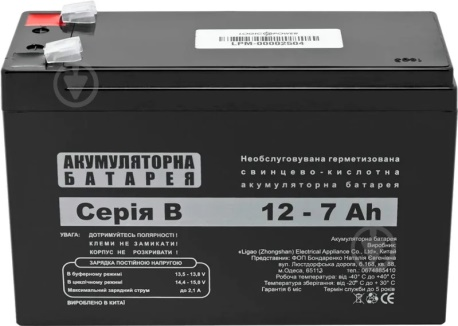 LPM-00002504
АКУМУЛЯТОРНА
БАТАРЕЯ
Необслуговувана герметизована
свинцево-кислотна
акумуляторна батарея
Серія В
12 - 7 Ah
УВАГА: ДОТРИМУЙТЕСЬ ПОЛЯРНОСТІ !
КЛЕМИ НЕ ЗАМИКАТИ!
КОРПУС НЕ РОЗКРИВАТИ !
ЗАРЯДКА ПОСТІЙНОЮ НАПРУГОЮ
В буферному режимі 13,5 - 13,8 V
В циклічному режимі 14,4 - 15,0 V
Максимальний зарядний струм до 2,1 А
ВИРОБЛЕНО В КИТАЇ
Акумуляторна батарея
Виробник
«Ligao (Zhongshan) Electrical Appliance Co., Ltd», Китай
Представник: ФОП Бондаренко Наталія Євгенівна
вул. Люстдорфська дорога, 6.168, кв. 88,
м.Одеса, 65113 тел. 0674885410
Робоча температура від -40° C до + 40° C
Температура зберігання від -20° C до + 30° C
Гарантія 6 міс Термін служби до 5 років